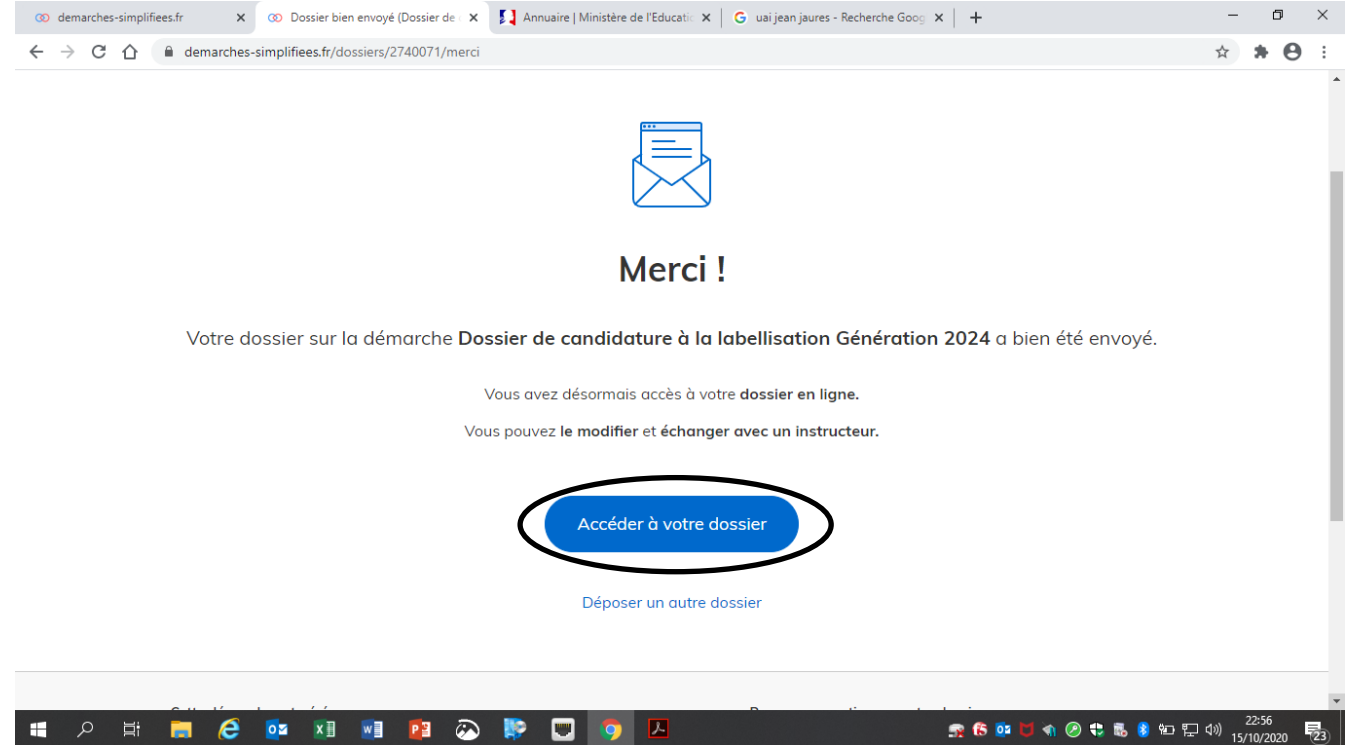 demarches-simplifiees.fr
Dossier bien envoyé (Dossier de
Annuaire | Ministère de l'Educatic
uai jean jaures - Recherche Goog
demarches-simplifiees.fr/dossiers/2740071/merci
Merci !
Votre dossier sur la démarche Dossier de candidature à la labellisation Génération 2024 a bien été envoyé.
Vous avez désormais accès à votre dossier en ligne.
Vous pouvez le modifier et échanger avec un instructeur.
Accéder à votre dossier
Déposer un autre dossier
22:56
15/10/2020
23